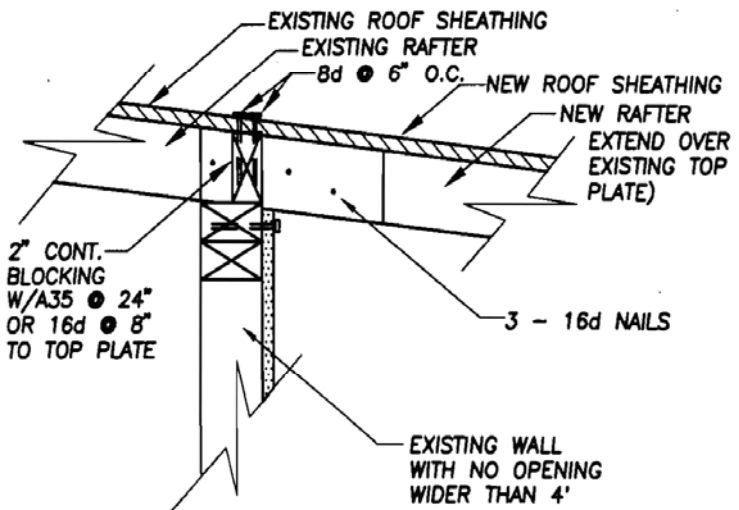 EXISTING ROOF SHEATHING
EXISTING RAFTER
8d @ 6" O.C.
NEW ROOF SHEATHING
NEW RAFTER
EXTEND OVER
EXISTING TOP
PLATE)
2" CONT.
BLOCKING
W/A35 @ 24"
OR 16d @ 8"
TO TOP PLATE
3 - 16d NAILS
EXISTING WALL
WITH NO OPENING
WIDER THAN 4'